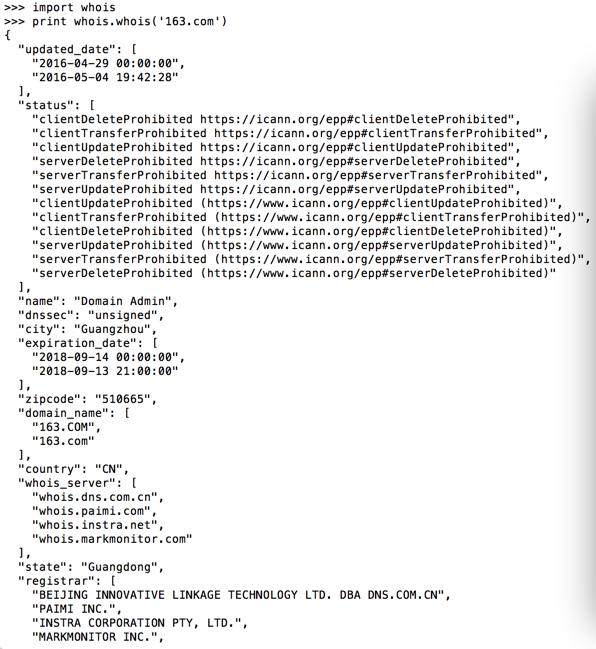 >>> import whois
>>> print whois.whois('163.com')
{
  "updated_date": [
    "2016-04-29 00:00:00",
    "2016-05-04 19:42:28"
  ],
  "status": [
    "clientDeleteProhibited https://icann.org/epp#clientDeleteProhibited",
    "clientTransferProhibited https://icann.org/epp#clientTransferProhibited",
    "clientUpdateProhibited https://icann.org/epp#clientUpdateProhibited",
    "serverDeleteProhibited https://icann.org/epp#serverDeleteProhibited",
    "serverTransferProhibited https://icann.org/epp#serverTransferProhibited",
    "serverUpdateProhibited https://icann.org/epp#serverUpdateProhibited",
    "clientUpdateProhibited (https://www.icann.org/epp#clientUpdateProhibited)",
    "clientTransferProhibited (https://www.icann.org/epp#clientTransferProhibited)",
    "clientDeleteProhibited (https://www.icann.org/epp#clientDeleteProhibited)",
    "serverUpdateProhibited (https://www.icann.org/epp#serverUpdateProhibited)",
    "serverTransferProhibited (https://www.icann.org/epp#serverTransferProhibited)",
    "serverDeleteProhibited (https://www.icann.org/epp#serverDeleteProhibited)"
  ],
  "name": "Domain Admin",
  "dnssec": "unsigned",
  "city": "Guangzhou",
  "expiration_date": [
    "2018-09-14 00:00:00",
    "2018-09-13 21:00:00"
  ],
  "zipcode": "510665",
  "domain_name": [
    "163.COM",
    "163.com"
  ],
  "country": "CN",
  "whois_server": [
    "whois.dns.com.cn",
    "whois.paimi.com",
    "whois.instra.net",
    "whois.markmonitor.com"
  ],
  "state": "Guangdong",
  "registrar": [
    "BEIJING INNOVATIVE LINKAGE TECHNOLOGY LTD. DBA DNS.COM.CN",
    "PAIMI INC.",
    "INSTRA CORPORATION PTY, LTD.",
    "MARKMONITOR INC.",